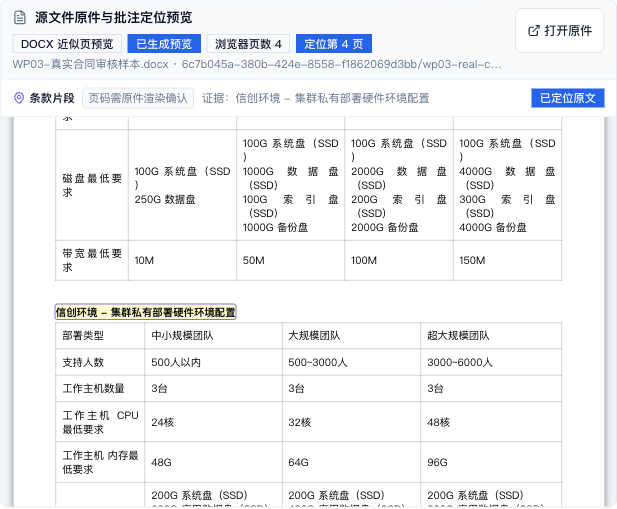 源文件原件与批注定位预览
打开原件
DOCX 近似页预览 已生成预览 浏览器页数 4 定位第 4 页
WP03-真实合同审核样本.docx · 6c7b045a-380b-424e-8558-f1862069d3bb/wp03-real-c...
条款片段 页码需原件渲染确认 证据：信创环境 – 集群私有部署硬件环境配置 已定位原文
求
磁盘最低要求
100G 系统盘（SSD）
250G 数据盘
100G 系统盘（SSD）
1000G 数据盘（SSD）
100G 索引盘（SSD）
1000G 备份盘
100G 系统盘（SSD）
2000G 数据盘（SSD）
200G 索引盘（SSD）
2000G 备份盘
100G 系统盘（SSD）
4000G 数据盘（SSD）
300G 索引盘（SSD）
4000G 备份盘
带宽最低要求 10M 50M 100M 150M
信创环境 – 集群私有部署硬件环境配置
部署类型 中小规模团队 大规模团队 超大规模团队
支持人数 500人以内 500~3000人 3000~6000人
工作主机数量 3台 3台 3台
工作主机 CPU 最低要求 24核 32核 48核
工作主机 内存最低要求 48G 64G 96G
200G 系统盘（SSD） 200G 系统盘（SSD） 200G 系统盘（SSD）